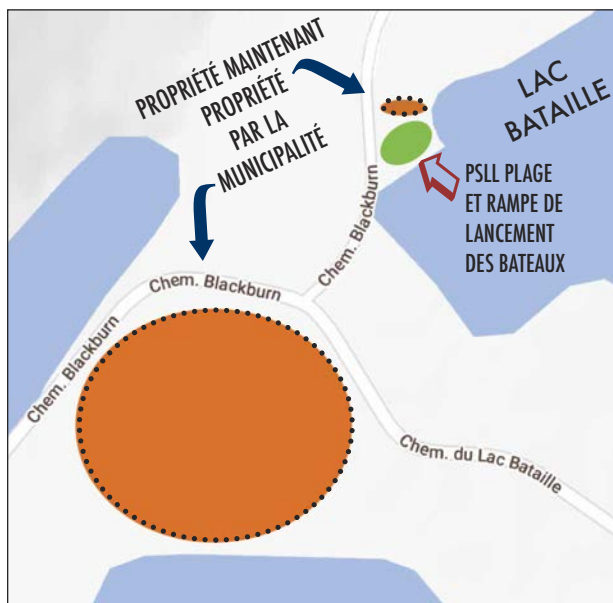 PROPRIÉTÉ MAINTENANT
PROPRIÉTÉ
PAR LA
MUNICIPALITÉ
LAC
BATAILLE
PSLL PLAGE
ET RAMPE DE
LANCEMENT
DES BATEAUX
Chem. Blackburn
Chem. Blackburn
Chem. Blackburn
Chem. du Lac Bataille